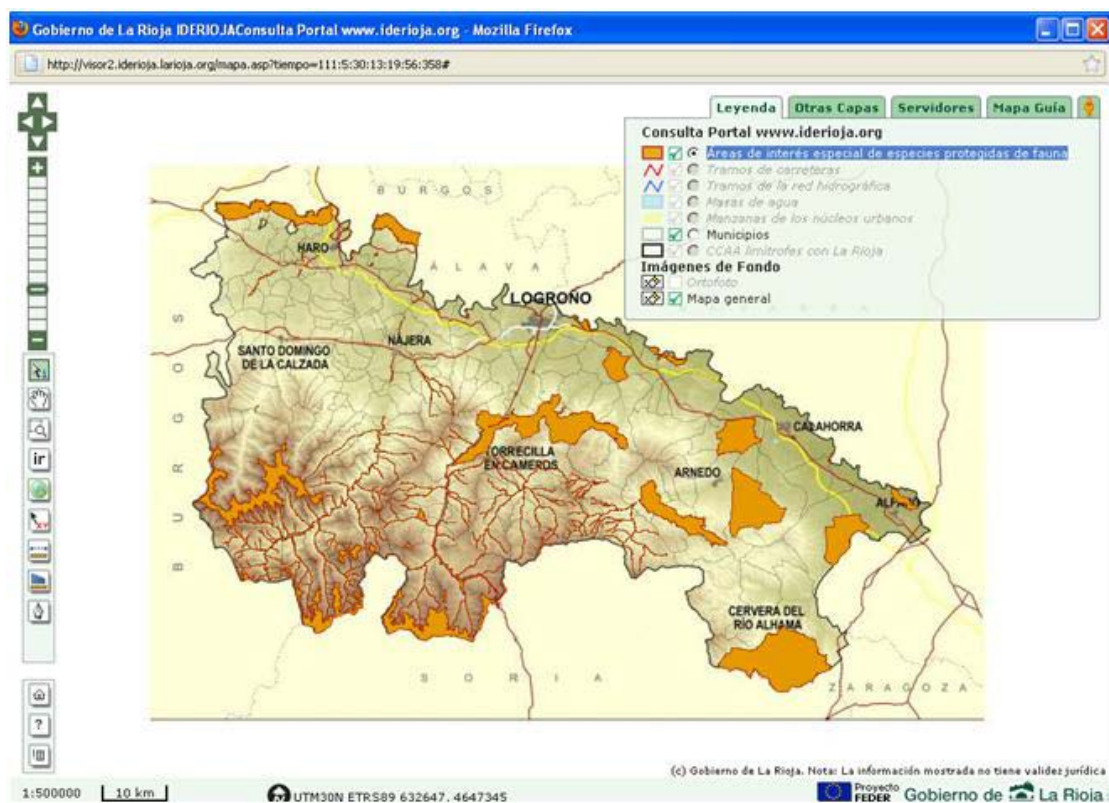 Gobierno de La Rioja IDERIOJAConsulta Portal www.iderioja.org - Mozilla Firefox
http://visor2.iderioja.larioja.org/mapa.asp?tiempo=111:5:30:13:19:56:358#
Leyenda Otras Capas Servidores Mapa Guía
Consulta Portal www.iderioja.org
Áreas de interés especial de especies protegidas de fauna
Tramos de carreteras
Tramos de la red hidrográfica
Masas de agua
Manzanas de los núcleos urbanos
Municipios
CCAA limítrofes con La Rioja
Imágenes de Fondo
Ortofoto
Mapa general
BURGOS
HARO
ÁLAVA
LOGROÑO
NÁJERA
SANTO DOMINGO
DE LA CALZADA
BURGOS
CALAHORRA
TORRECILLA
EN CAMEROS
ARNEDO
ALFARO
CERVERA DEL
RÍO ALHAMA
SORIA
ZARAGOZA
ir
XY
?
(c) Gobierno de La Rioja. Nota: La información mostrada no tiene validez jurídica
1:500000 10 km UTM30N ETRS89 632647, 4647345
Proyecto
FEDER Gobierno de La Rioja